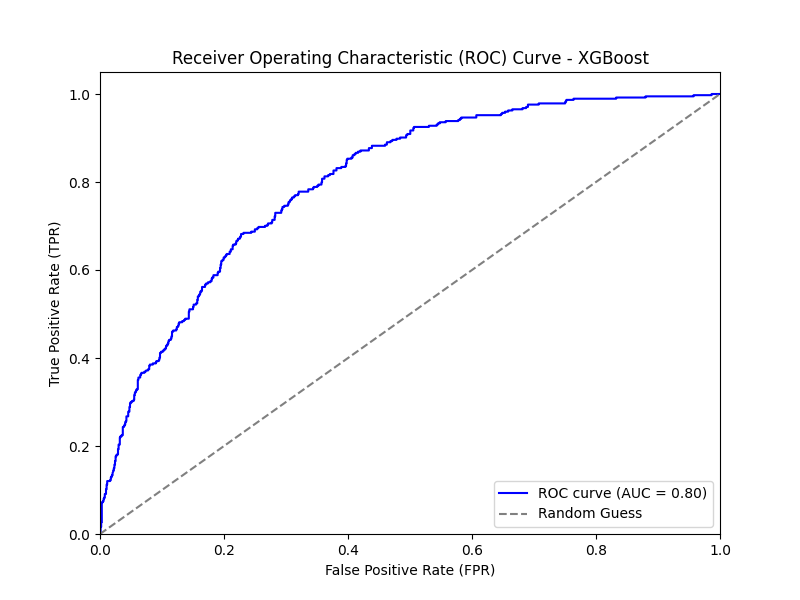 Receiver Operating Characteristic (ROC) Curve - XGBoost
True Positive Rate (TPR)
1.0
0.8
0.6
0.4
0.2
0.0
0.0 0.2 0.4 0.6 0.8 1.0
False Positive Rate (FPR)
ROC curve (AUC = 0.80)
Random Guess